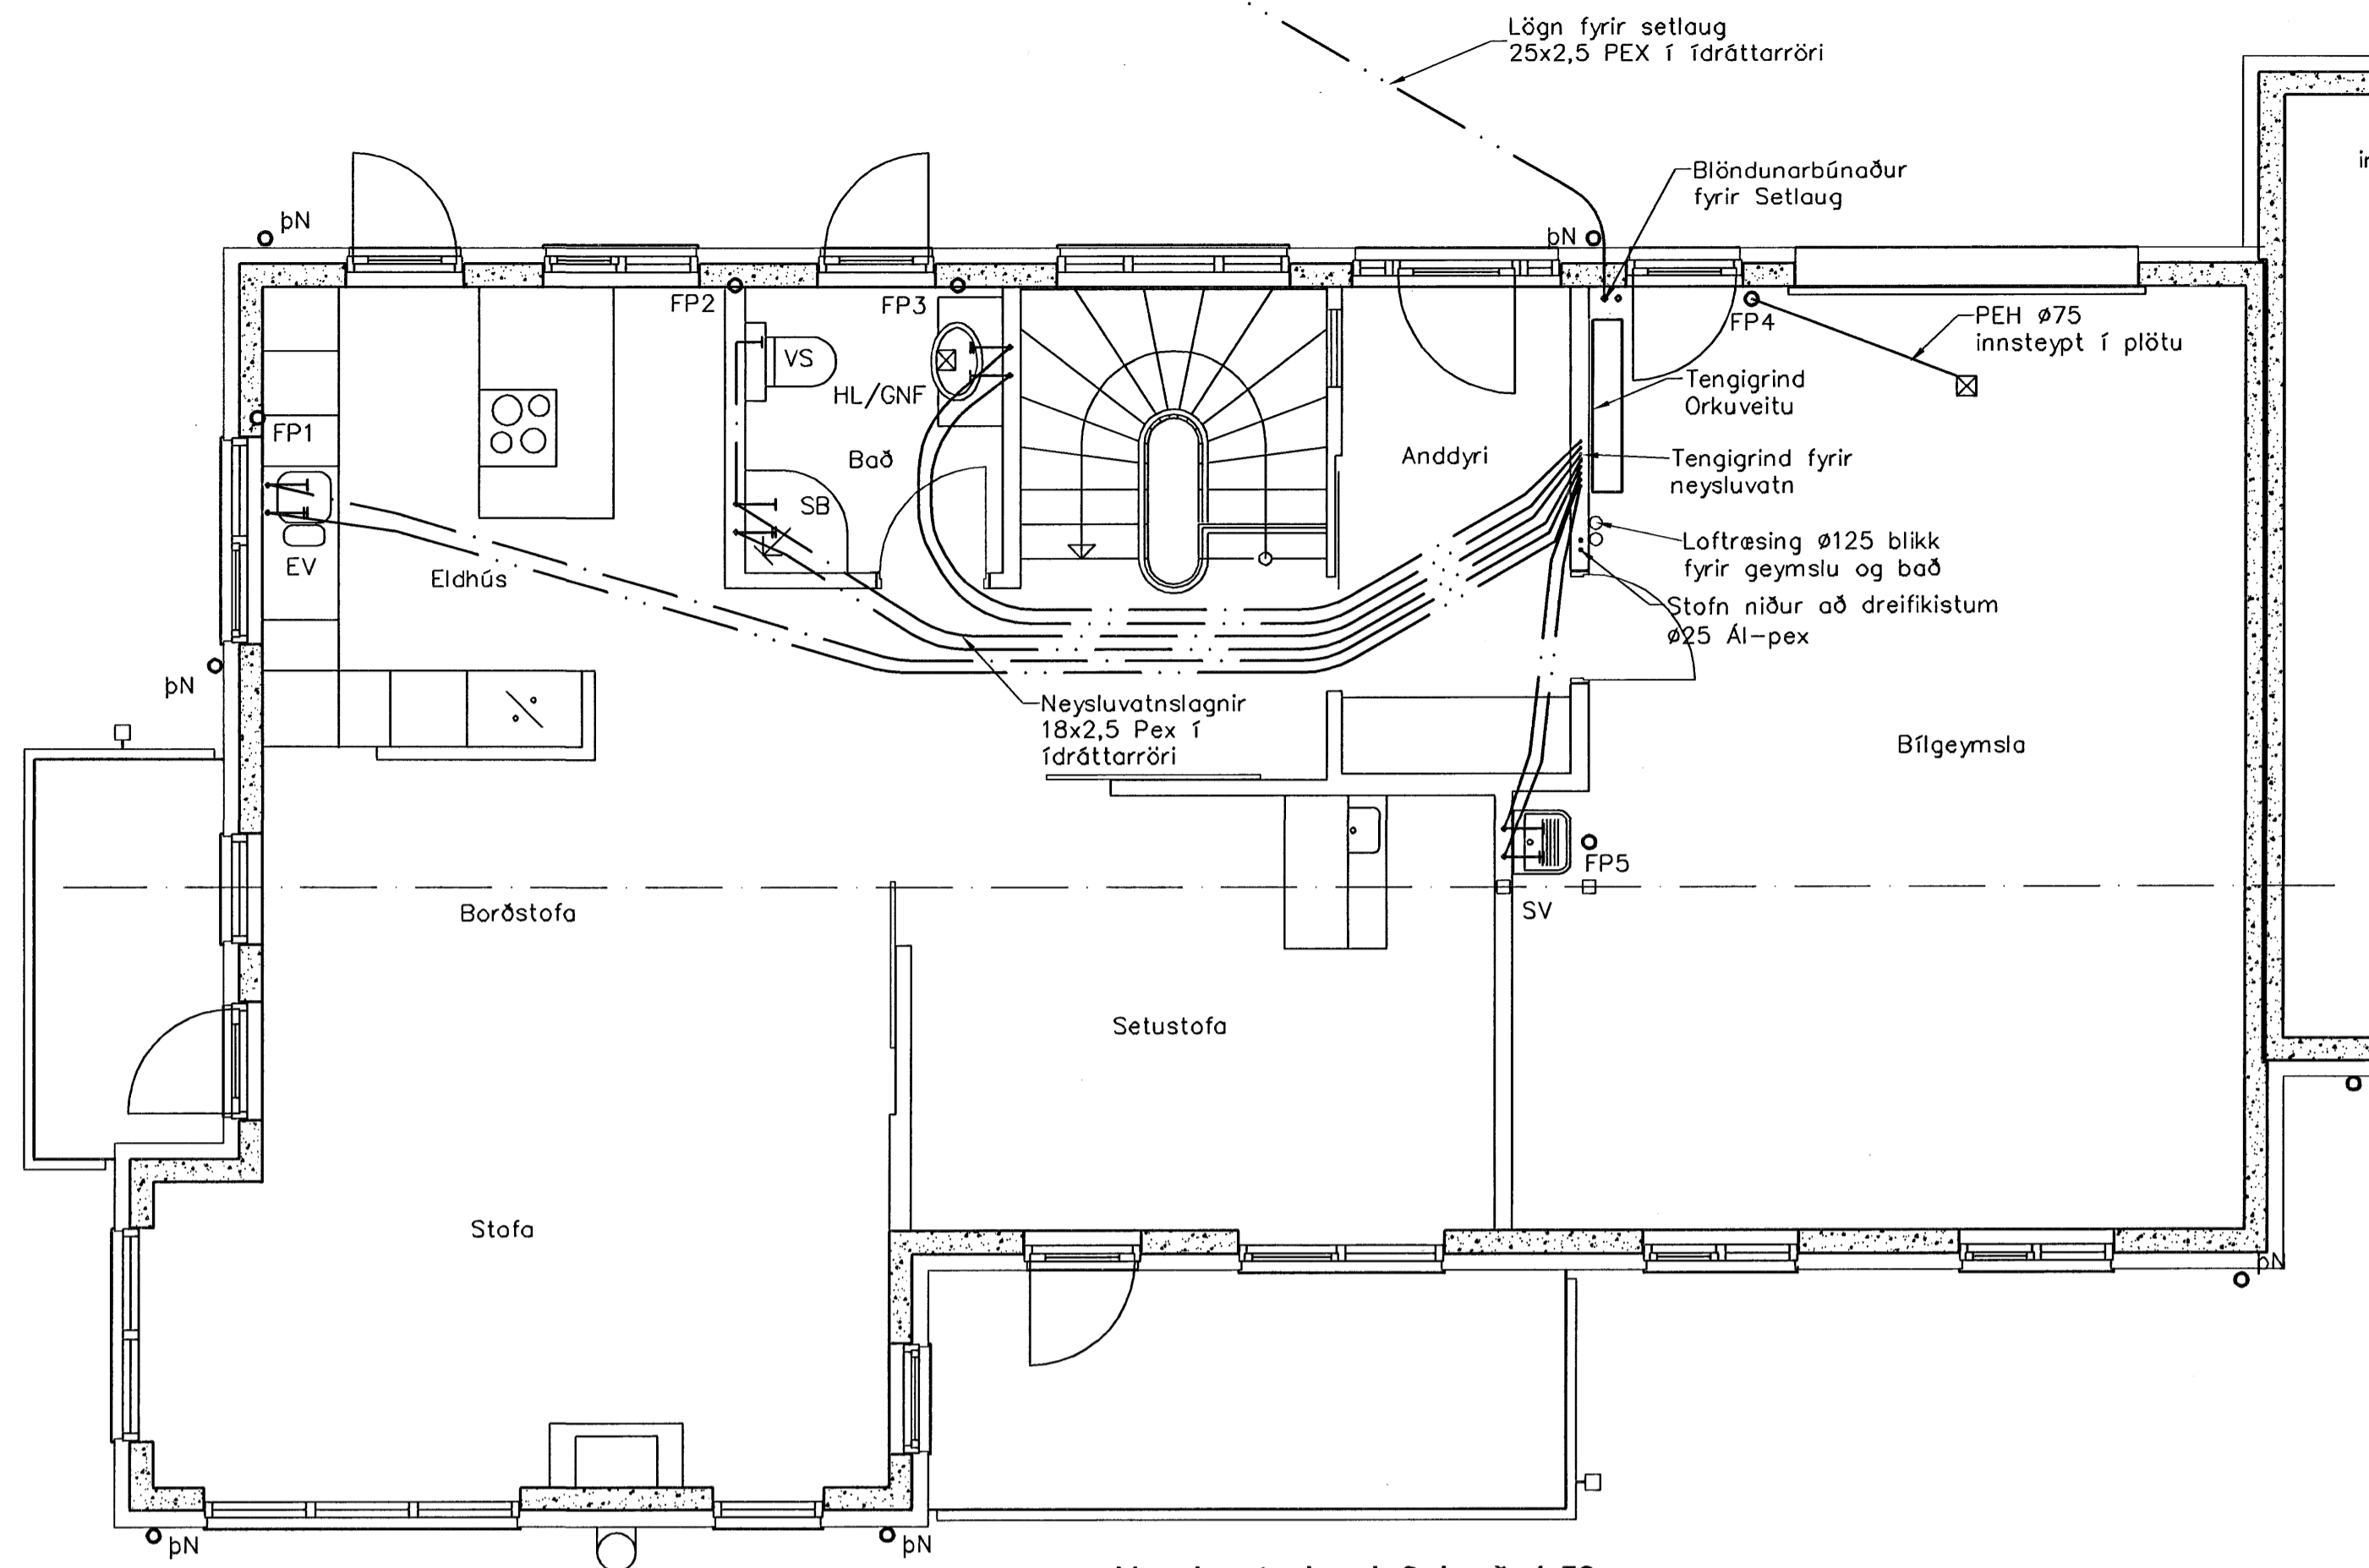 Lögn fyrir setlaug
25x2,5 PEX í ídráttarröri
Blöndunarbúnaður
fyrir Setlaug
þN
þN
FP2
FP3
FP4
PEH ø75
innsteypt í plötu
VS
HL/GNF
Tengigrind
Orkuveitu
FP1
Bað
Anddyri
Tengigrind fyrir
neysluvatn
SB
EV
Eldhús
Loftræsing ø125 blikk
fyrir geymslu og bað
Stofn niður að dreifikistum
ø25 Ál-pex
þN
Neysluvatnslagnir
18x2,5 Pex í
ídráttarröri
Bílgeymsla
FP5
SV
Borðstofa
Setustofa
Stofa
þN
þN
þN